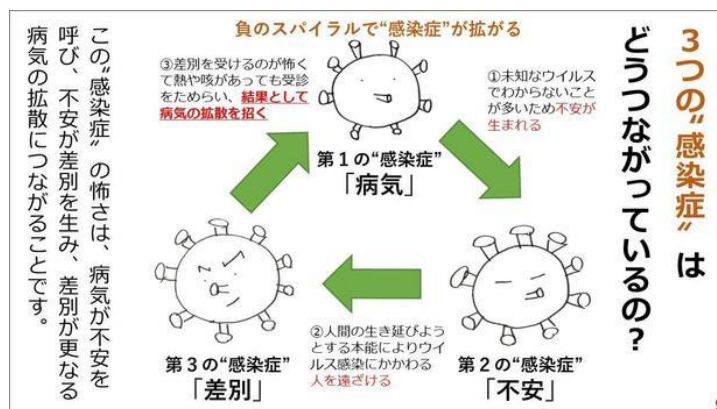 3つの“感染症”は
どうつながっているの?
負のスパイラルで“感染症”が拡がる
①未知なウイルス
でわからないこと
が多いため不安が
生まれる
第1の“感染症”
「病気」
②人間の生き延びよう
とする本能によりウイ
ルス感染にかかわる
人を遠ざける
第2の“感染症”
「不安」
③差別を受けるのが怖く
て熱や咳があっても受診
をためらい、結果として
病気の拡散を招く
第3の“感染症”
「差別」
この“感染症”の怖さは、病気が不安を
呼び、不安が差別を生み、差別が更なる
病気の拡散につながることです。